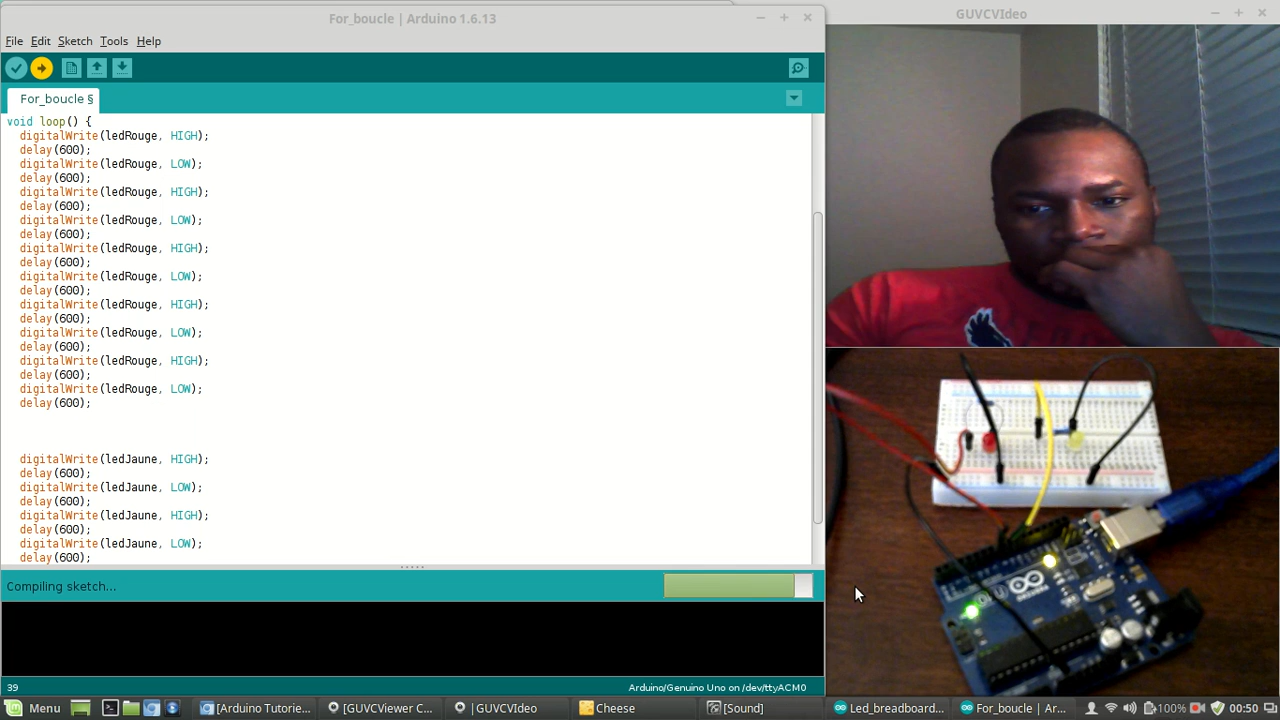 For_boucle | Arduino 1.6.13
GUVCVIdeo
File Edit Sketch Tools Help
For_boucle §
void loop() {
digitalWrite(ledRouge, HIGH);
delay(600);
digitalWrite(ledRouge, LOW);
delay(600);
digitalWrite(ledRouge, HIGH);
delay(600);
digitalWrite(ledRouge, LOW);
delay(600);
digitalWrite(ledRouge, HIGH);
delay(600);
digitalWrite(ledRouge, LOW);
delay(600);
digitalWrite(ledRouge, HIGH);
delay(600);
digitalWrite(ledRouge, LOW);
delay(600);
digitalWrite(ledRouge, HIGH);
delay(600);
digitalWrite(ledRouge, LOW);
delay(600);
digitalWrite(ledJaune, HIGH);
delay(600);
digitalWrite(ledJaune, LOW);
delay(600);
digitalWrite(ledJaune, HIGH);
delay(600);
digitalWrite(ledJaune, LOW);
delay(600);
Compiling sketch...
39
Arduino/Genuino Uno on /dev/ttyACM0
Menu [Arduino Tutorie... [GUVCViewer C... |GUVCVIdeo Cheese [Sound] Led_breadboard... For_boucle | Ar... 100% 00:50